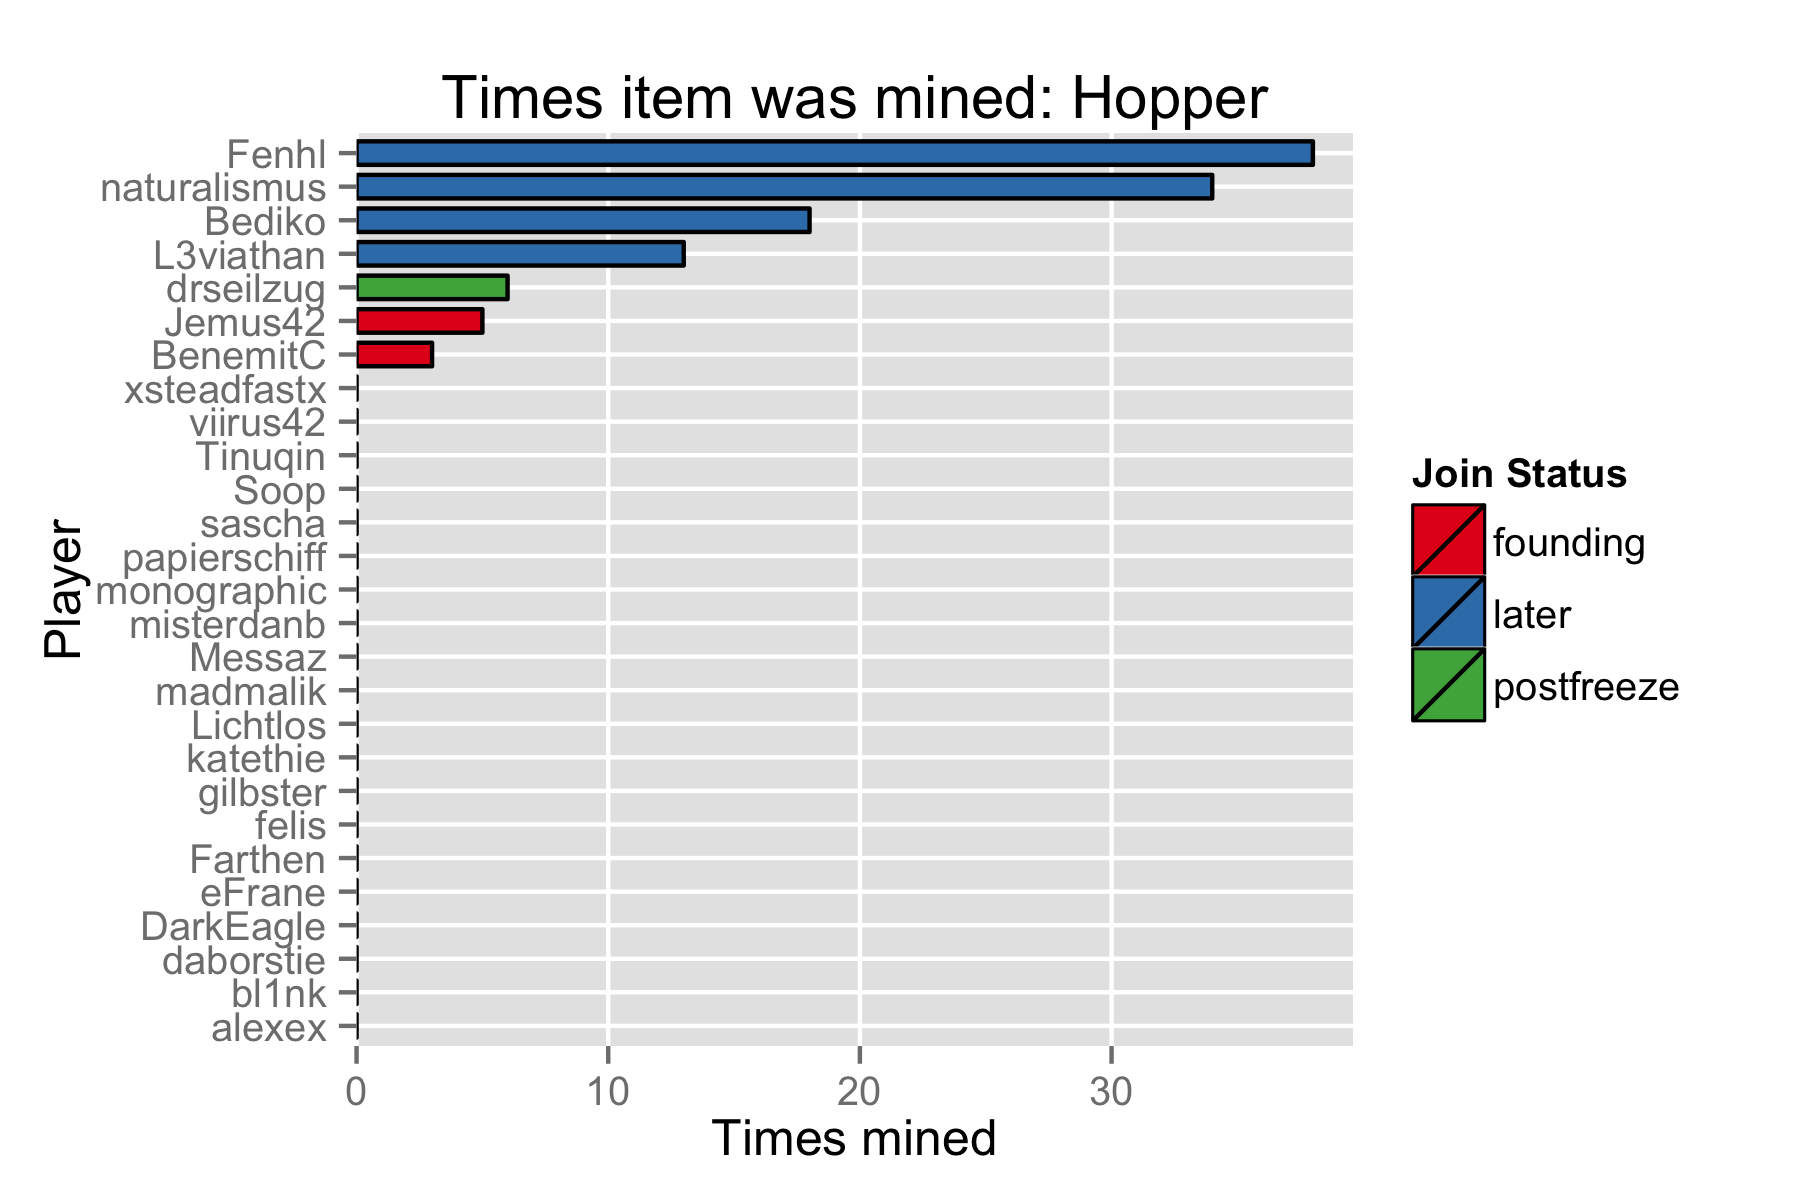 Times item was mined: Hopper
Player
Fenhl
naturalismus
Bediko
L3viathan
drseilzug
Jemus42
BenemitC
xsteadfastx
viirus42
Tinuqin
Soop
sascha
papierschiff
monographic
misterdanb
Messaz
madmalik
Lichtlos
katethie
gilbster
felis
Farthen
eFrane
DarkEagle
daborstie
bl1nk
alexex
0 10 20 30
Times mined
Join Status
founding
later
postfreeze